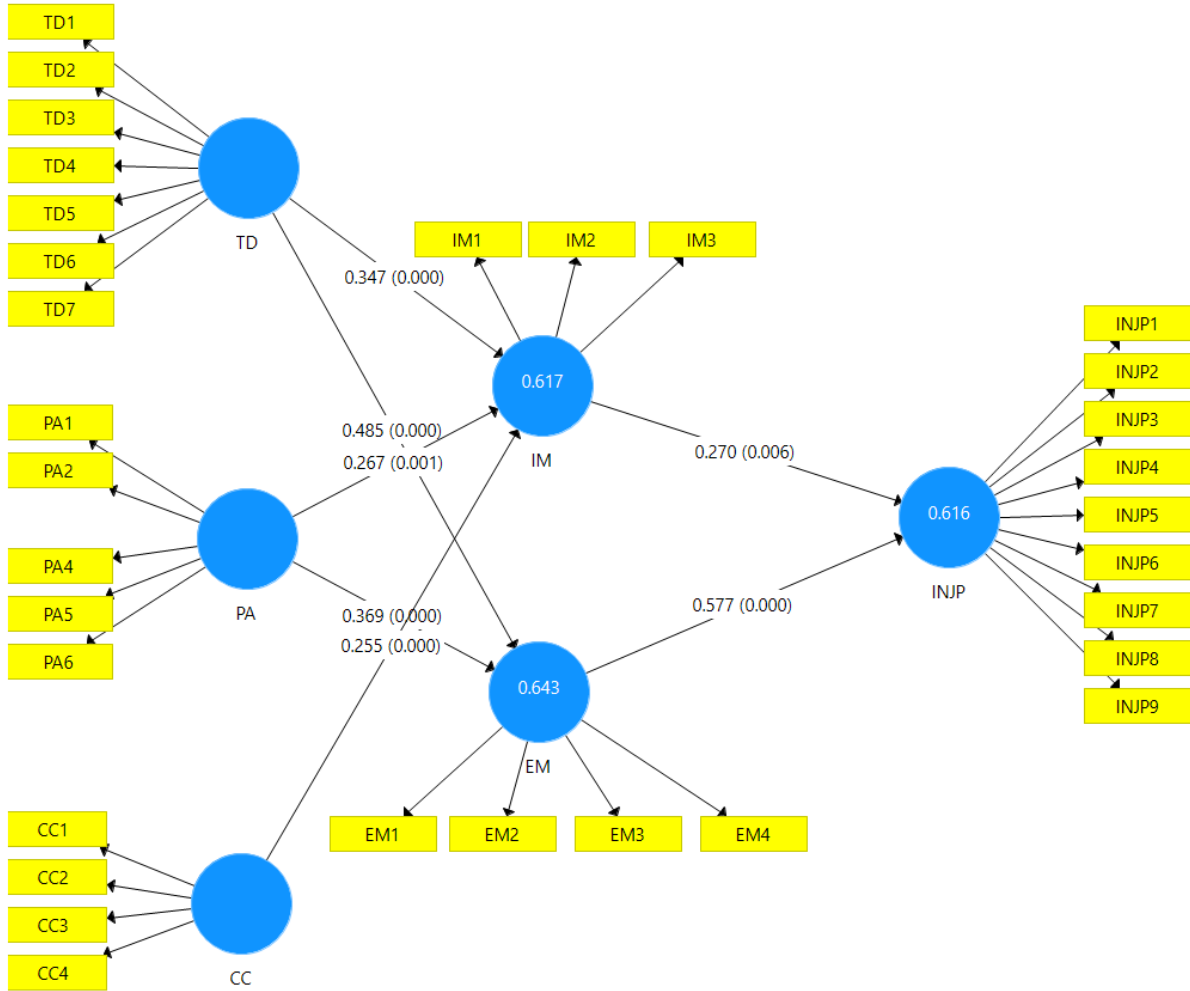 TD1
TD2
TD3
TD4
TD5
TD6
TD7
TD
IM1
IM2
IM3
0.347 (0.000)
0.617
IM
INJP1
INJP2
INJP3
INJP4
INJP5
INJP6
INJP7
INJP8
INJP9
PA1
PA2
PA4
PA5
PA6
PA
0.485 (0.000)
0.267 (0.001)
0.270 (0.006)
0.616
INJP
0.369 (0.000)
0.255 (0.000)
0.577 (0.000)
0.643
EM
EM1
EM2
EM3
EM4
CC1
CC2
CC3
CC4
CC